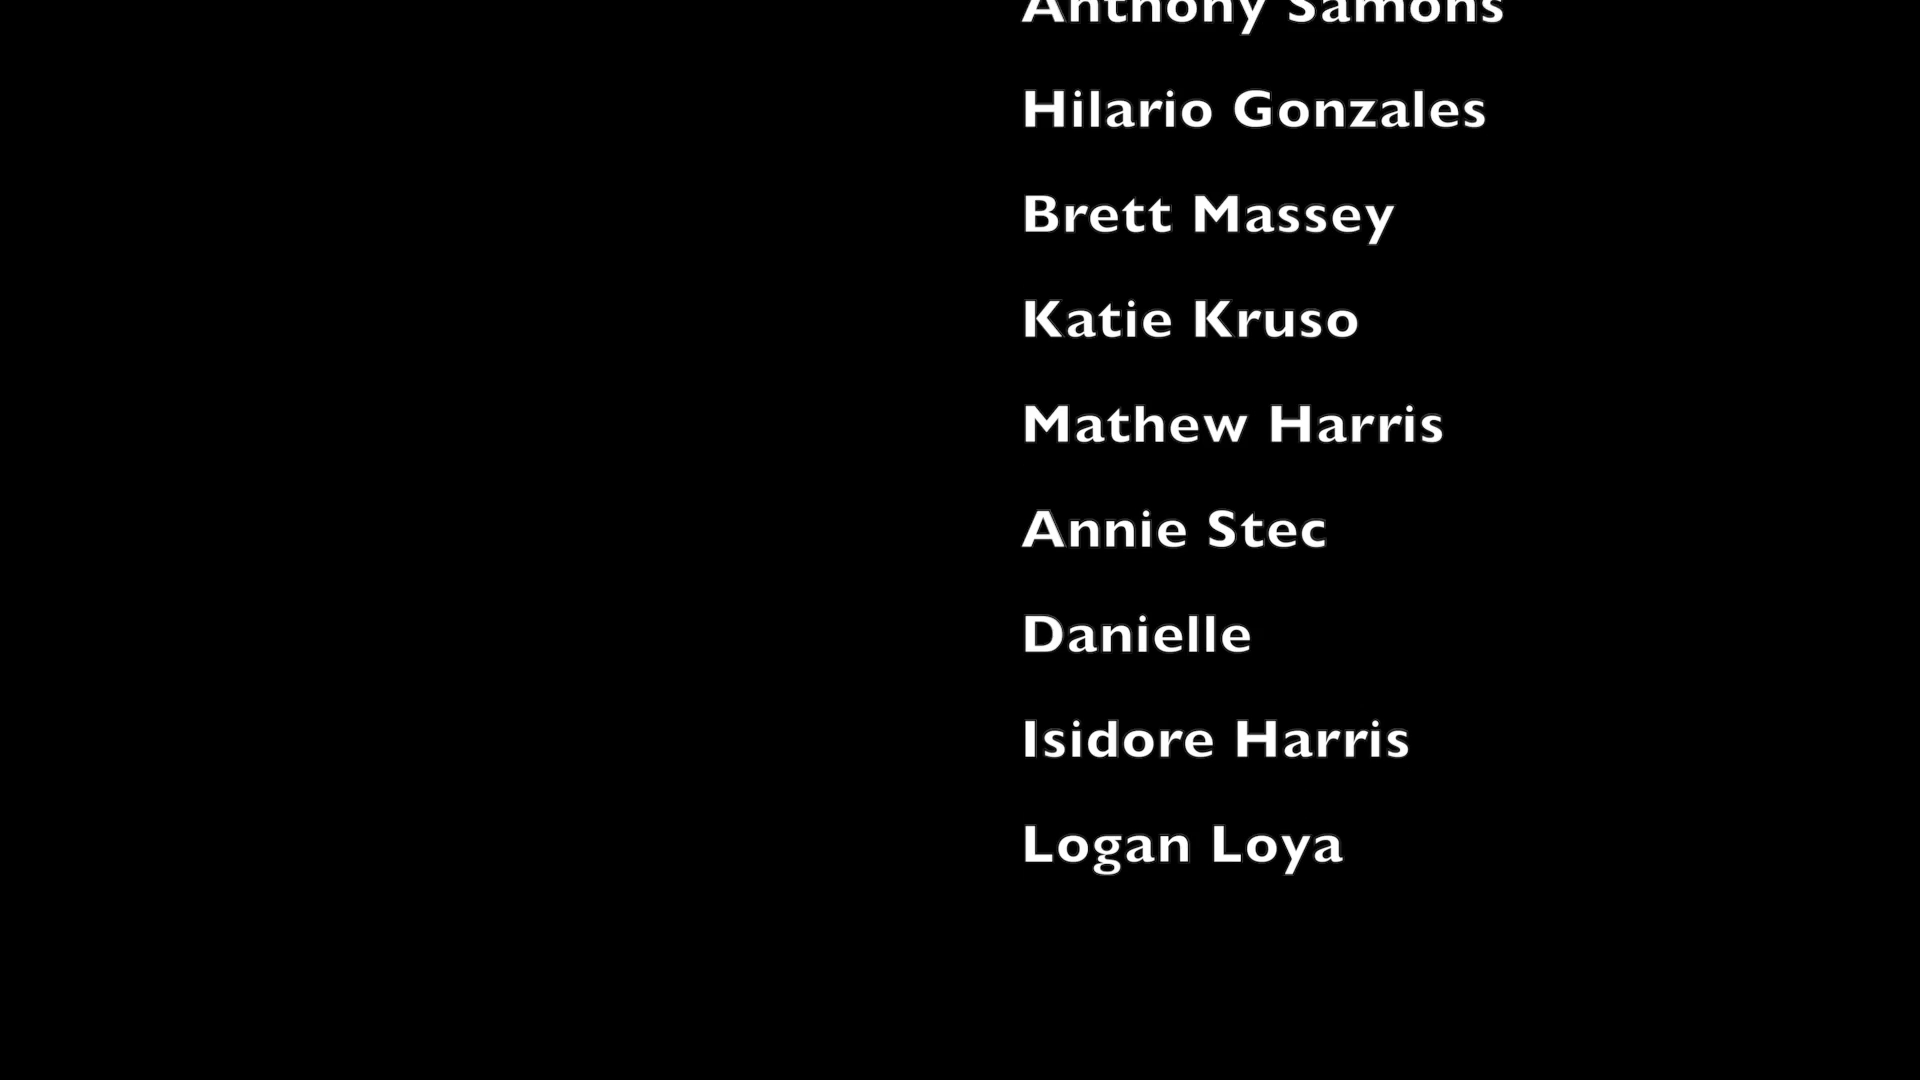 Anthony Samons
Hilario Gonzales
Brett Massey
Katie Kruso
Mathew Harris
Annie Stec
Danielle
Isidore Harris
Logan Loya